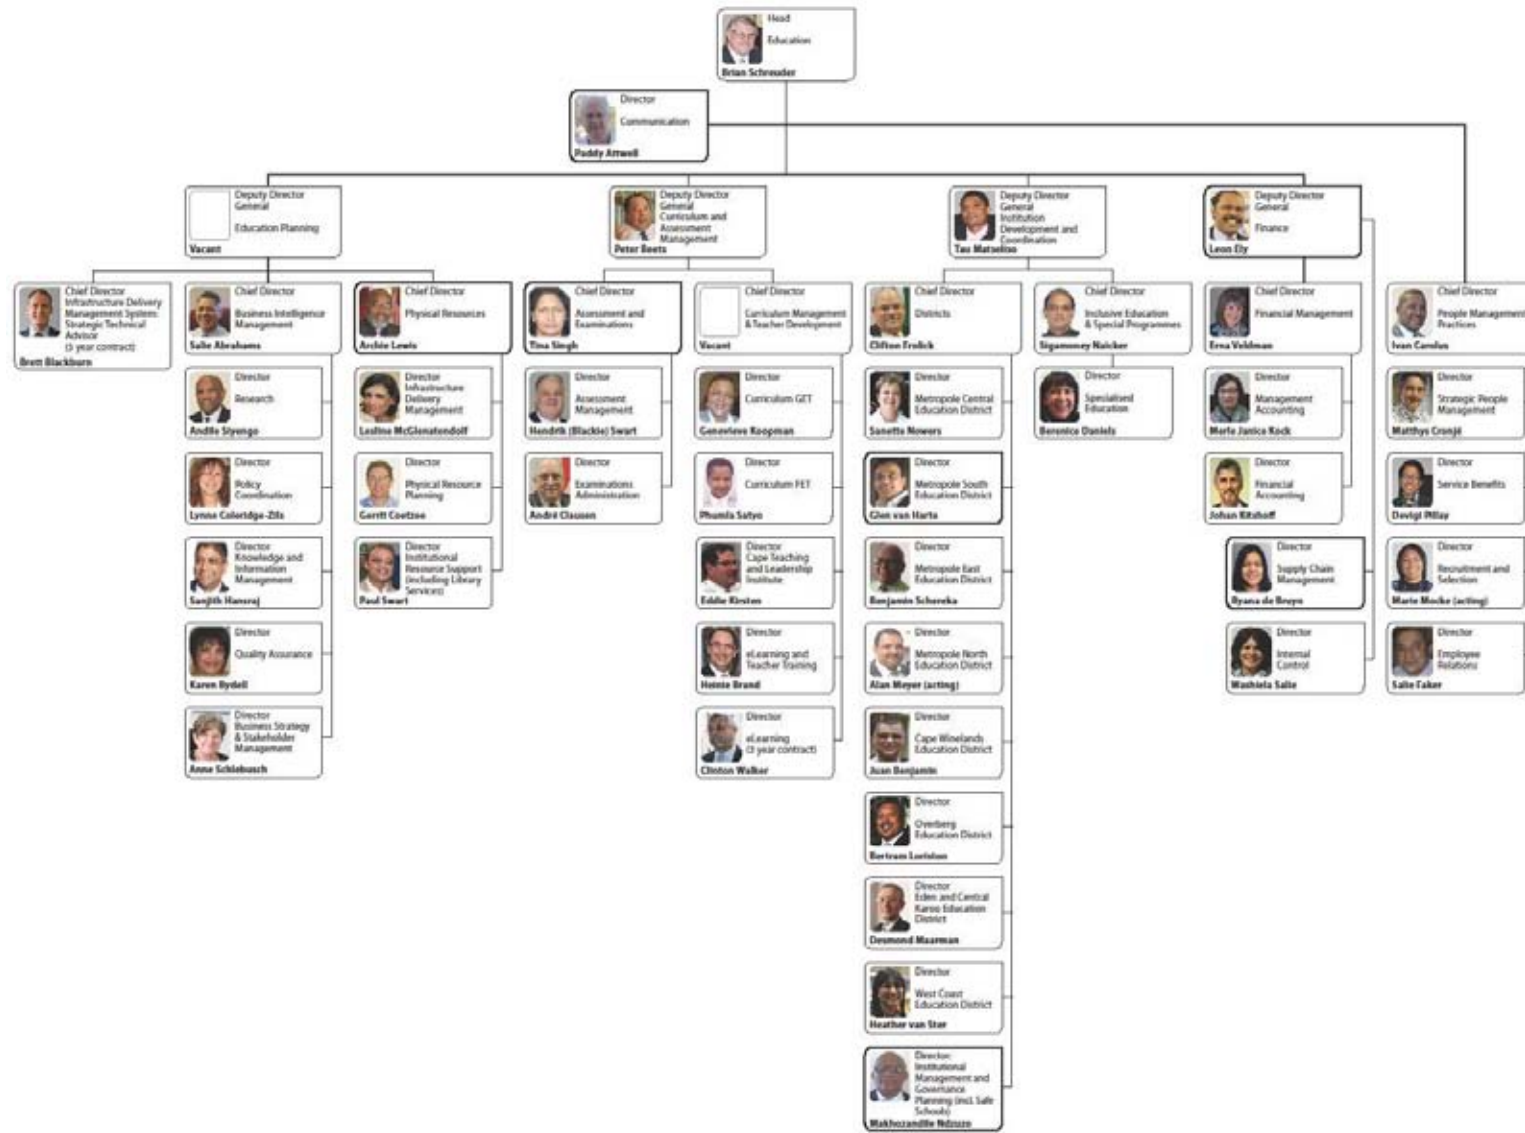 Head
Education
Brian Schreuder
Director
Communication
Paddy Attwell
Deputy Director
General
Education Planning
Vacant
Deputy Director
General
Curriculum and
Assessment
Management
Peter Beets
Deputy Director
General
Institution
Development and
Coordination
Tau Matseliso
Deputy Director
General
Finance
Leon Ely
Chief Director
Infrastructure Delivery
Management System:
Strategic Technical
Advisor
year contract)
Brett Blackburn
Chief Director
Business Intelligence
Management
Salie Abrahams
Chief Director
Physical Resources
Archie Lewis
Chief Director
Assessment and
Examinations
Tina Singh
Chief Director
Curriculum Management
& Teacher Development
Vacant
Chief Director
Districts
Clifton Frolick
Chief Director
Inclusive Education
& Special Programmes
Sigamoney Naicker
Chief Director
Financial Management
Erna Veldman
Chief Director
People Management
Practices
Ivan Carolus
Director
Research
Andile Siyengo
Director
Infrastructure
Delivery
Management
Director
Assessment
Management
Hendrik (Blackie) Swart
Director
Curriculum GET
Genevieve Koopman
Director
Metropole Central
Education District
Sanette Nowers
Director
Specialised
Education
Berenice Daniels
Director
Management
Accounting
Merle Janice Kock
Director
Strategic People
Management
Matthys Cronjé
Director
Policy
Coordination
Lynne Coleridge-Zils
Director
Physical Resource
Planning
Gerrit Coetzee
Director
Examinations
Administration
André Clausen
Director
Curriculum FET
Phumla Satyo
Director
Metropole South
Education District
Glen van Harte
Director
Financial
Accounting
Johan Kitshoff
Director
Service Benefits
Devigi Pillay
Director
Knowledge and
Information
Management
Sanjith Hansraj
Director
Institutional
Resource Support
(including Library
Services)
Paul Swart
Director
Cape Teaching
and Leadership
Institute
Eddie Kirsten
Director
Metropole East
Education District
Benjamin Schereka
Director
Supply Chain
Management
Ryana de Bruyn
Director
Recruitment and
Selection
Marie Mocke (acting)
Director
Quality Assurance
Karen Bydell
Director
eLearning and
Teacher Training
Heinie Brand
Director
Metropole North
Education District
Alan Meyer (acting)
Director
Internal
Control
Washiela Salie
Director
Employee
Relations
Salie Faker
Director
Business Strategy
& Stakeholder
Management
Anne Schlebusch
Director
eLearning
(3 year contract)
Clinton Walker
Director
Cape Winelands
Education District
Juan Benjamin
Director
Overberg
Education District
Bertram
Director
Eden and Central
Karoo Education
District
Desmond Maarman
Director
West Coast
Education District
Heather van Ster
Director:
Institutional
Management and
Governance
Planning (incl. Safe
Schools)
Makhozandile Ndzuzo